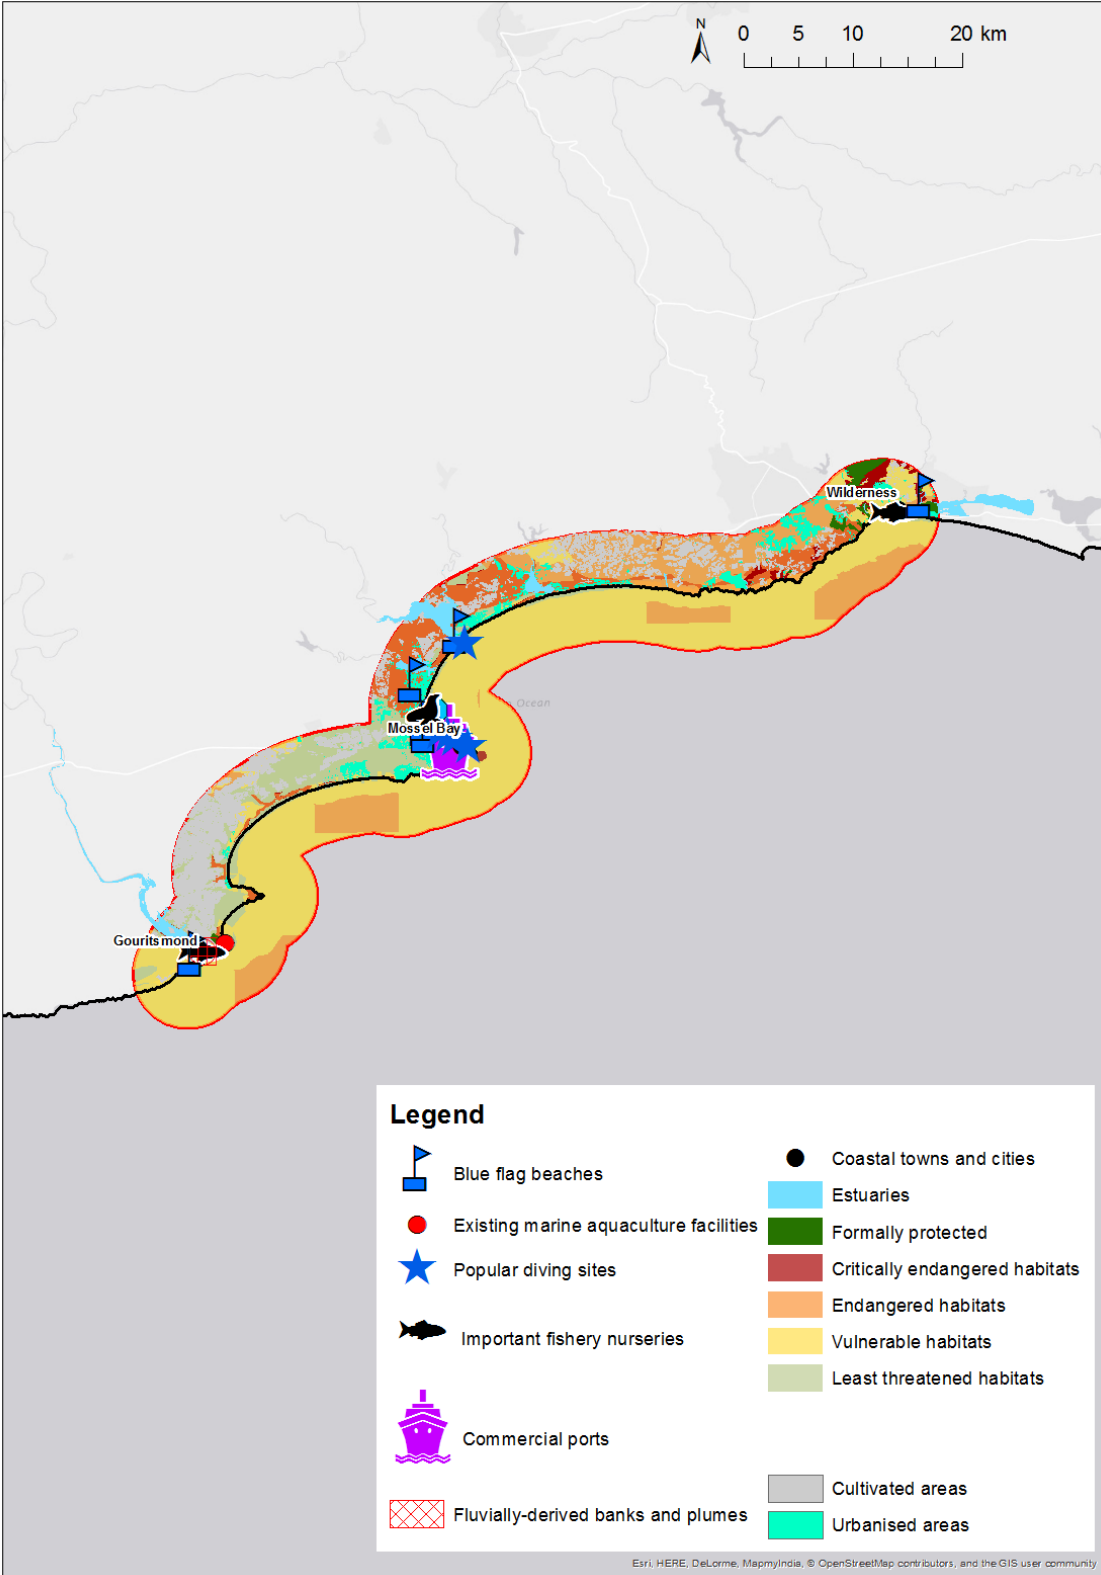 N
0 5 10 20 km
Wilderness
Ocean
Mossel Bay
Gouritsmond
Legend
Blue flag beaches
Existing marine aquaculture facilities
Popular diving sites
Important fishery nurseries
Commercial ports
Fluvially-derived banks and plumes
Coastal towns and cities
Estuaries
Formally protected
Critically endangered habitats
Endangered habitats
Vulnerable habitats
Least threatened habitats
Cultivated areas
Urbanised areas
Esri, HERE, DeLorme, MapmyIndia, © OpenStreetMap contributors, and the GIS user community